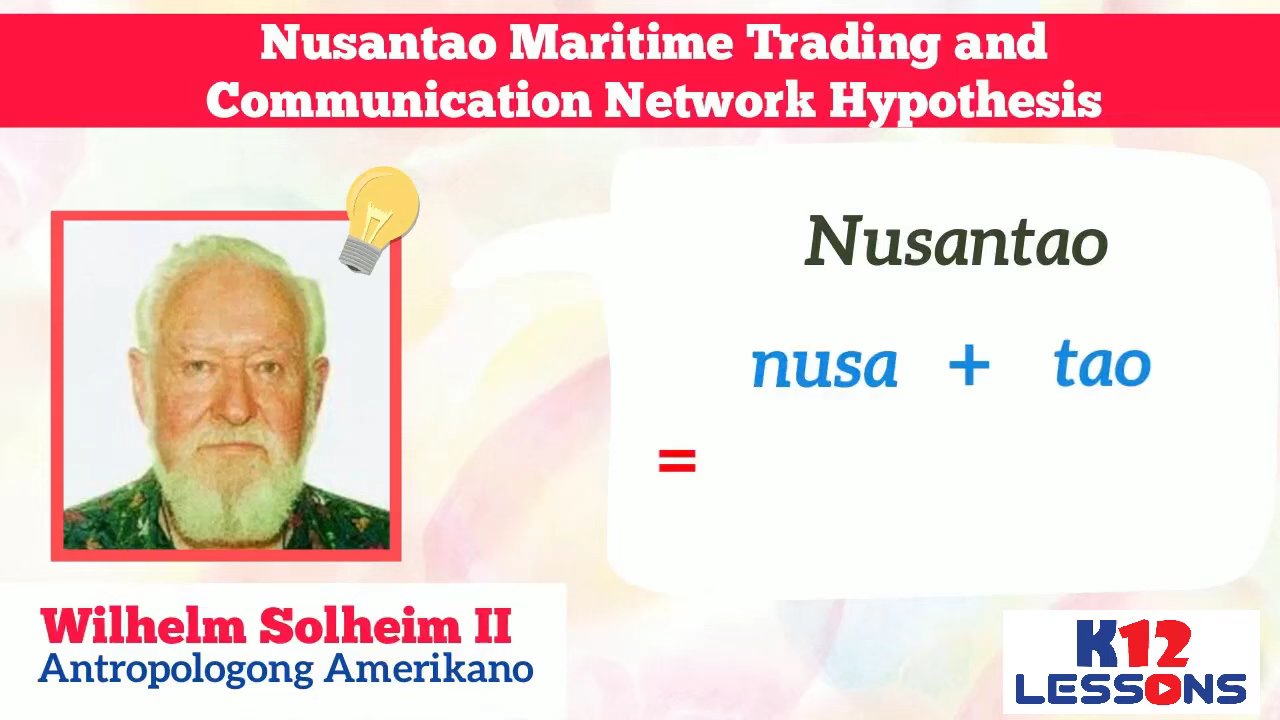 Nusantao Maritime Trading and
Communication Network Hypothesis
Nusantao
nusa + tao
=
Wilhelm Solheim II
Antropologong Amerikano
K12
LESSONS